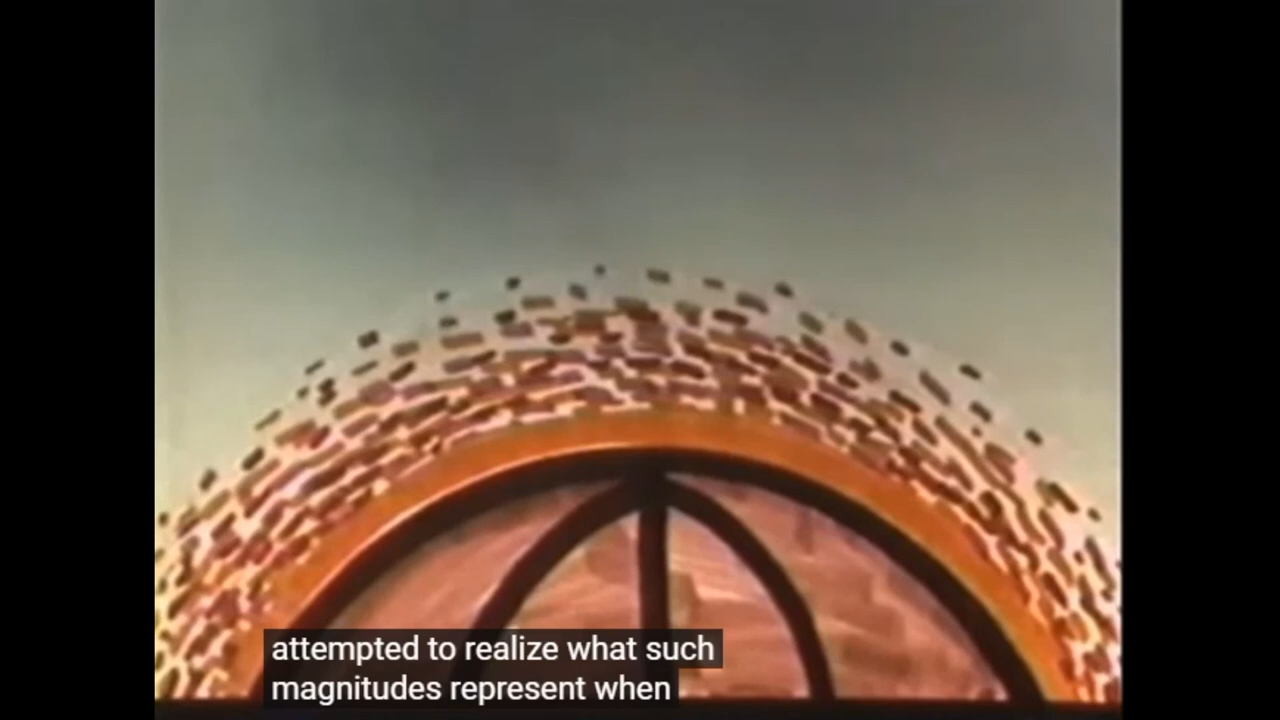 attempted to realize what such
magnitudes represent when